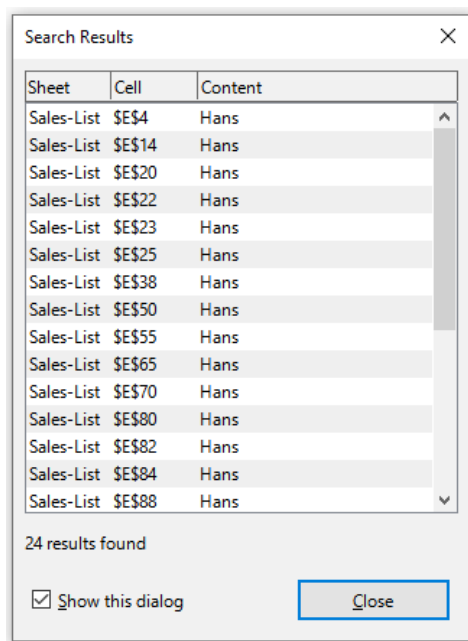 Search Results
Sheet Cell Content
Sales-List $E$4 Hans
Sales-List $E$14 Hans
Sales-List $E$20 Hans
Sales-List $E$22 Hans
Sales-List $E$23 Hans
Sales-List $E$25 Hans
Sales-List $E$38 Hans
Sales-List $E$50 Hans
Sales-List $E$55 Hans
Sales-List $E$65 Hans
Sales-List $E$70 Hans
Sales-List $E$80 Hans
Sales-List $E$82 Hans
Sales-List $E$84 Hans
Sales-List $E$88 Hans
24 results found
Show this dialog Close